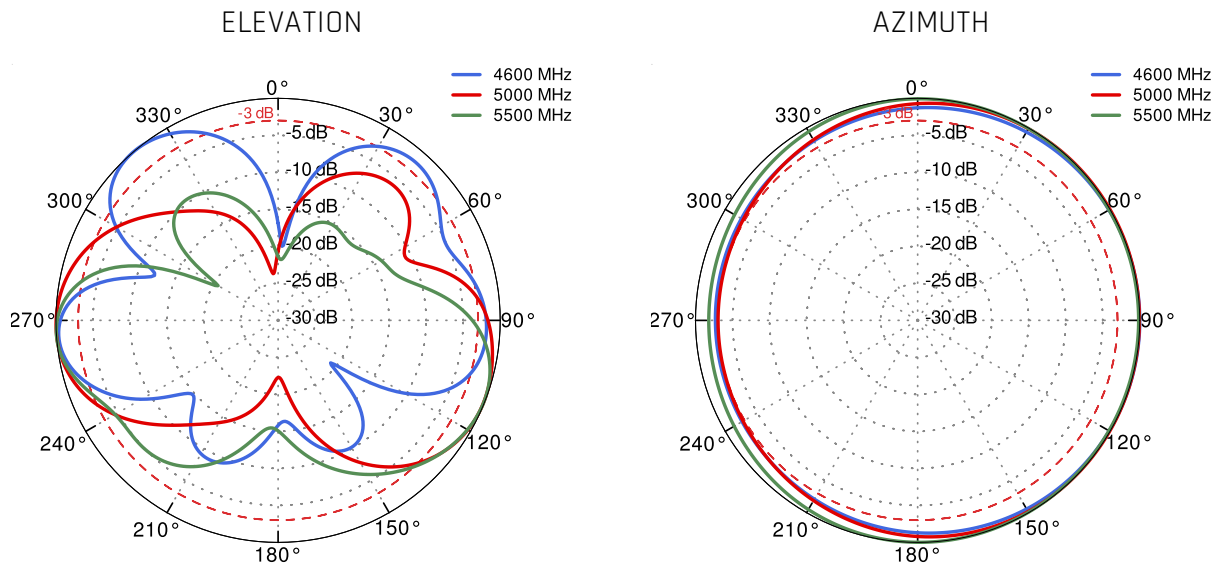 ELEVATION
4600 MHz
5000 MHz
5500 MHz
0°
330°
-3 dB
30°
-5 dB
-10 dB
300°
-15 dB
60°
-20 dB
-25 dB
270°
-30 dB
90°
240°
120°
210°
150°
180°
AZIMUTH
4600 MHz
5000 MHz
5500 MHz
0°
330°
3 dB
30°
-5 dB
-10 dB
300°
-15 dB
60°
-20 dB
-25 dB
270°
-30 dB
90°
240°
120°
210°
150°
180°